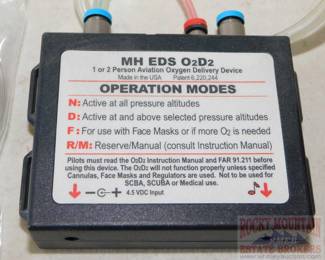 MH EDS O2D2
1 or 2 Person Aviation Oxygen Delivery Device
Made in the USA Patent 6,220,244
OPERATION MODES
N: Active at all pressure altitudes
D: Active at and above selected pressure altitudes
F: For use with Face Masks or if more O2 is needed
R/M: Reserve/Manual (consult Instruction Manual)
Pilots must read the O2D2 Instruction Manual and FAR 91.211 before
using this device. The O2D2 will not function properly unless specified
Cannulas, Face Masks and Regulators are used. Not to be used for
SCBA, SCUBA or Medical use.
4.5 VDC Input
ROCKY MOUNTAIN
ESTATE BROKERS